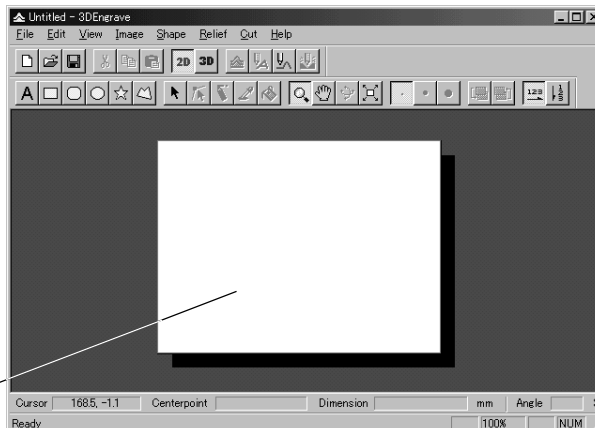 Untitled - 3DEngrave
File Edit View Image Shape Relief Cut Help
2D 3D
A 123
Cursor 168.5, -1.1 Centerpoint Dimension mm Angle
Ready 100% NUM